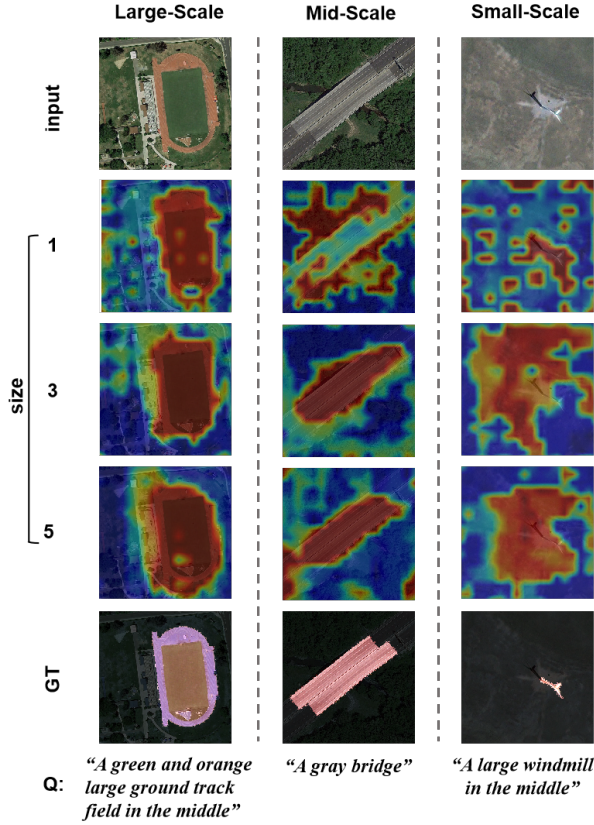 Large-Scale Mid-Scale Small-Scale
input
size
1
3
5
GT
Q:
“A green and orange
large ground track
field in the middle”
“A gray bridge”
“A large windmill
in the middle”